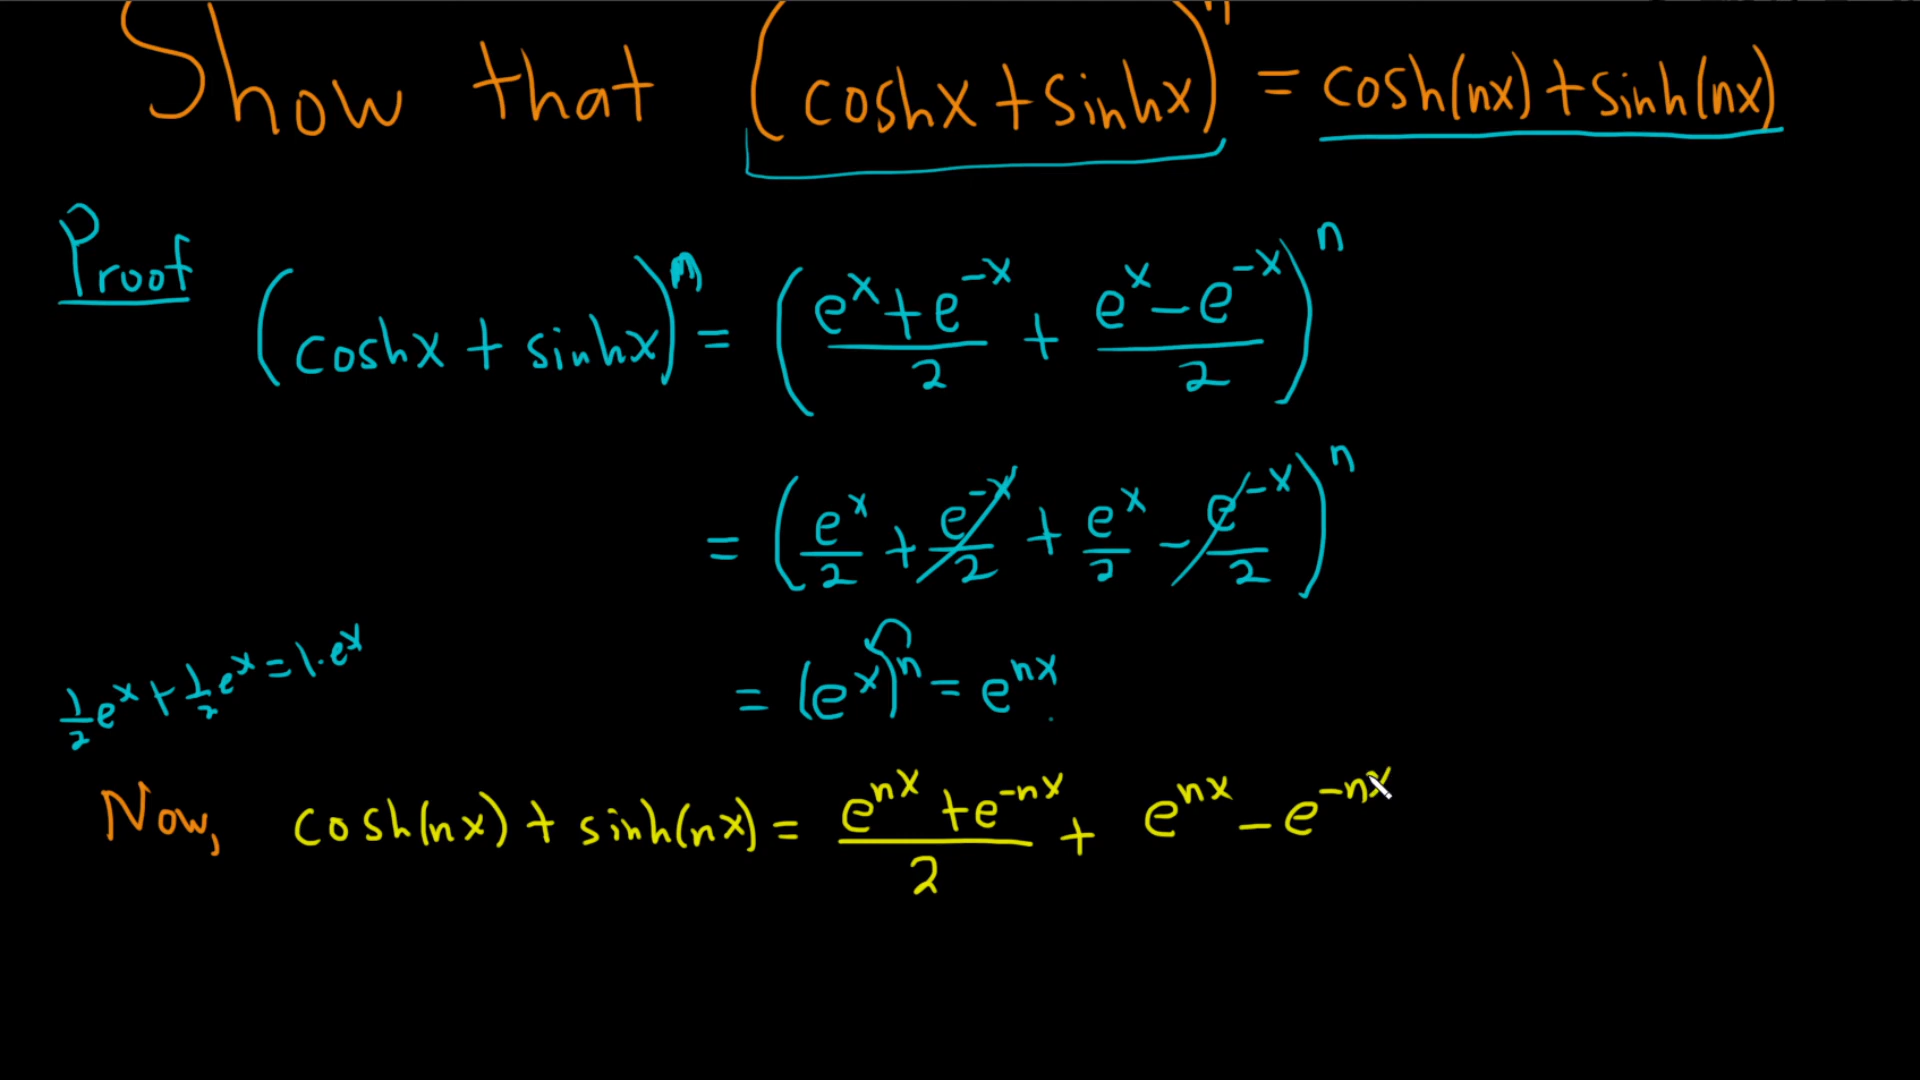 Show that (coshx + sinhx)^n = cosh(nx) + sinh(nx)
Proof
(coshx + sinhx)^n = ((e^x + e^-x)/2 + (e^x - e^-x)/2)^n
= (e^x/2 + e^-x/2 + e^x/2 - e^-x/2)^n
1/2 e^x + 1/2 e^x = 1·e^x
= (e^x)^n = e^nx
Now, cosh(nx) + sinh(nx) = (e^nx + e^-nx)/2 + e^nx - e^-nx